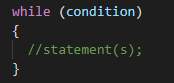 while (condition)
{
//statement(s);
}